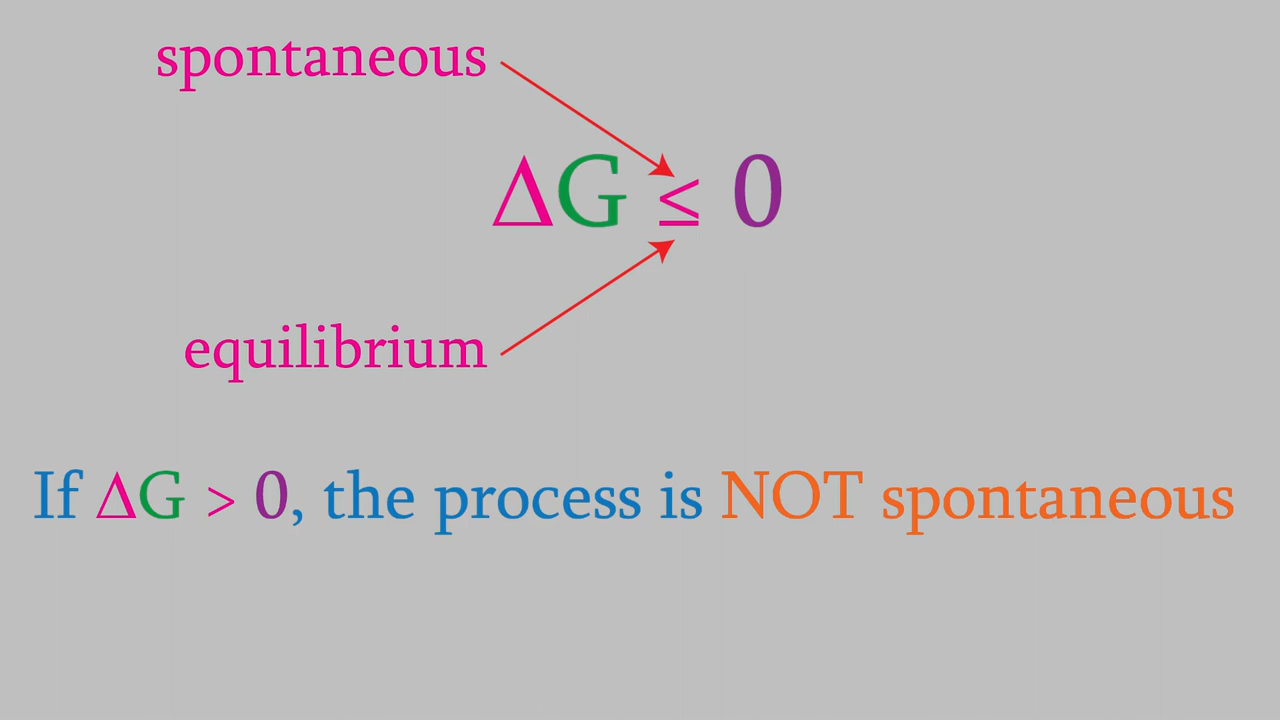 spontaneous
ΔG ≤ 0
equilibrium
If ΔG > 0, the process is NOT spontaneous